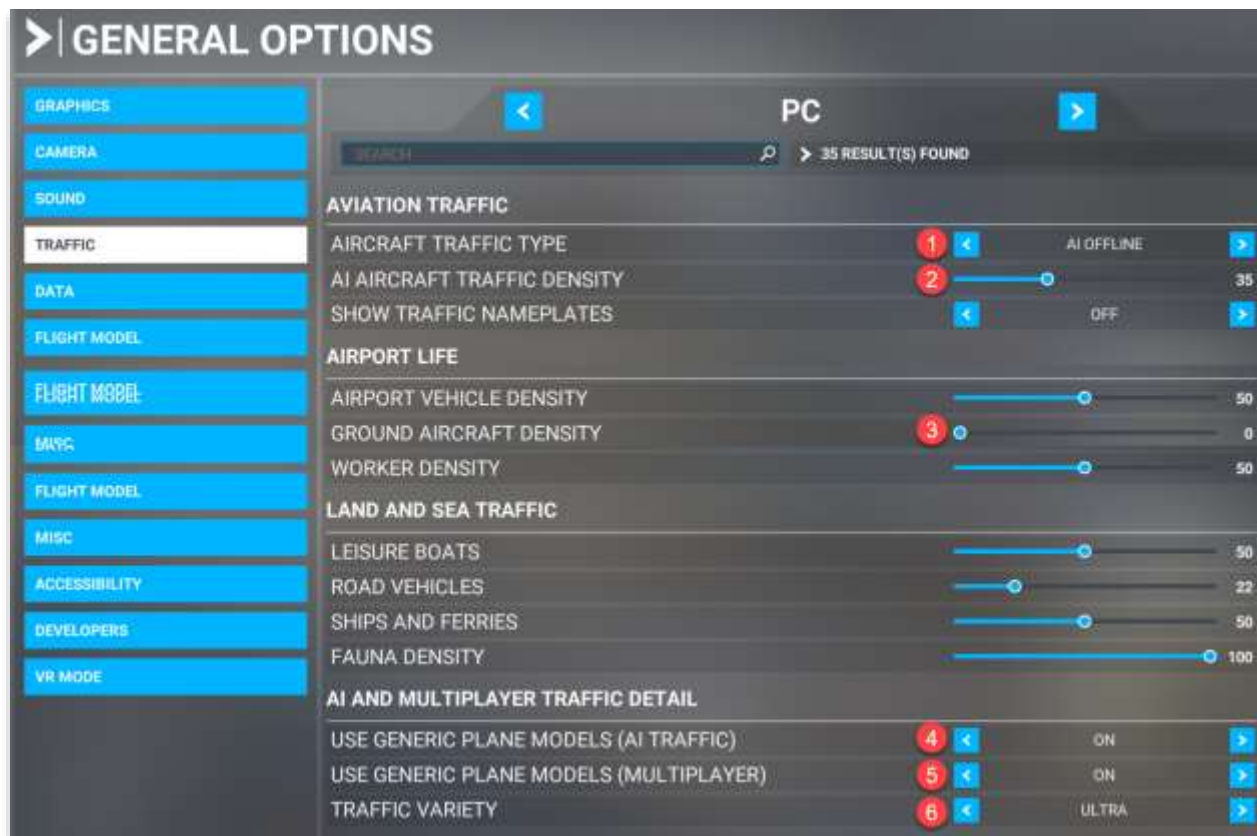 GENERAL OPTIONS
GRAPHICS
CAMERA
SOUND
TRAFFIC
DATA
FLIGHT MODEL
FLIGHT MODEL
MISC
FLIGHT MODEL
MISC
ACCESSIBILITY
DEVELOPERS
VR MODE
PC
SEARCH
35 RESULT(S) FOUND
AVIATION TRAFFIC
AIRCRAFT TRAFFIC TYPE 1 AI OFFLINE
AI AIRCRAFT TRAFFIC DENSITY 2 35
SHOW TRAFFIC NAMEPLATES OFF
AIRPORT LIFE
AIRPORT VEHICLE DENSITY 50
GROUND AIRCRAFT DENSITY 3 0
WORKER DENSITY 50
LAND AND SEA TRAFFIC
LEISURE BOATS 50
ROAD VEHICLES 22
SHIPS AND FERRIES 50
FAUNA DENSITY 100
AI AND MULTIPLAYER TRAFFIC DETAIL
USE GENERIC PLANE MODELS (AI TRAFFIC) 4 ON
USE GENERIC PLANE MODELS (MULTIPLAYER) 5 ON
TRAFFIC VARIETY 6 ULTRA